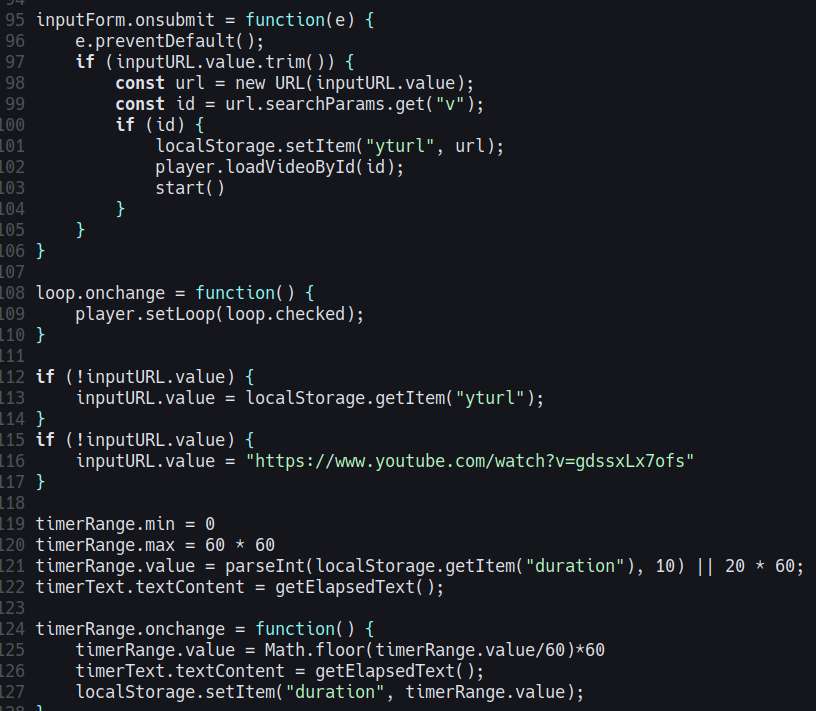 95 inputForm.onsubmit = function(e) {
96     e.preventDefault();
97     if (inputURL.value.trim()) {
98         const url = new URL(inputURL.value);
99         const id = url.searchParams.get("v");
100         if (id) {
101             localStorage.setItem("yturl", url);
102             player.loadVideoById(id);
103             start()
104         }
105     }
106 }
107
108 loop.onchange = function() {
109     player.setLoop(loop.checked);
110 }
111
112 if (!inputURL.value) {
113     inputURL.value = localStorage.getItem("yturl");
114 }
115 if (!inputURL.value) {
116     inputURL.value = "https://www.youtube.com/watch?v=gdssxLx7ofs"
117 }
118
119 timerRange.min = 0
120 timerRange.max = 60 * 60
121 timerRange.value = parseInt(localStorage.getItem("duration"), 10) || 20 * 60;
122 timerText.textContent = getElapsedText();
123
124 timerRange.onchange = function() {
125     timerRange.value = Math.floor(timerRange.value/60)*60
126     timerText.textContent = getElapsedText();
127     localStorage.setItem("duration", timerRange.value);